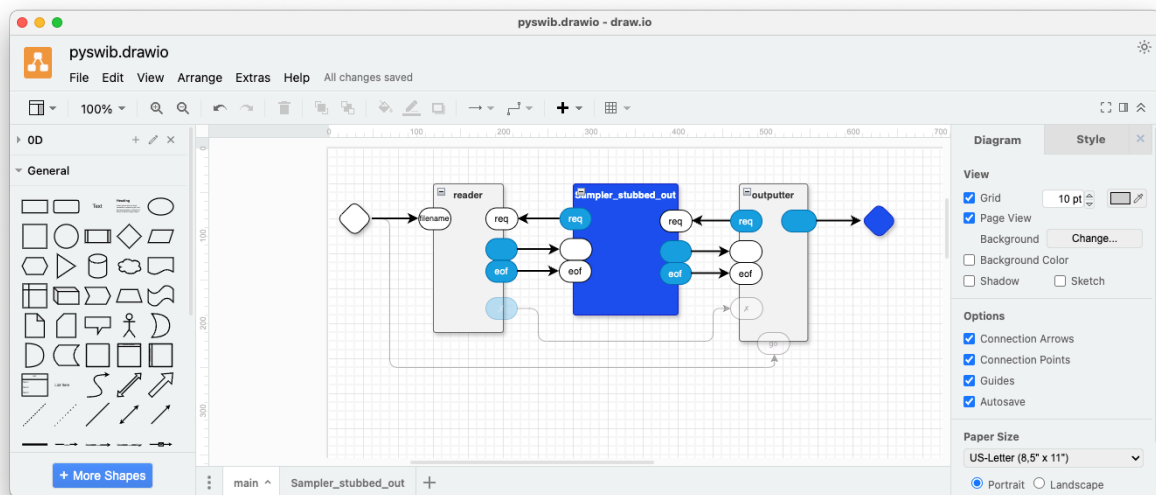 pyswib.drawio - draw.io
pyswib.drawio
File Edit View Arrange Extras Help All changes saved
100%
0D
General
Text
Heading
List Item
+ More Shapes
0 100 200 300 400 500 600 700
0
100
200
300
reader
Sampler_stubbed_out
outputter
filename
req
req
req
req
eof
eof
eof
eof
✗
✗
go
main
Sampler_stubbed_out
Diagram
Style
View
Grid
10 pt
Page View
Background
Change...
Background Color
Shadow
Sketch
Options
Connection Arrows
Connection Points
Guides
Autosave
Paper Size
US-Letter (8,5" x 11")
Portrait
Landscape